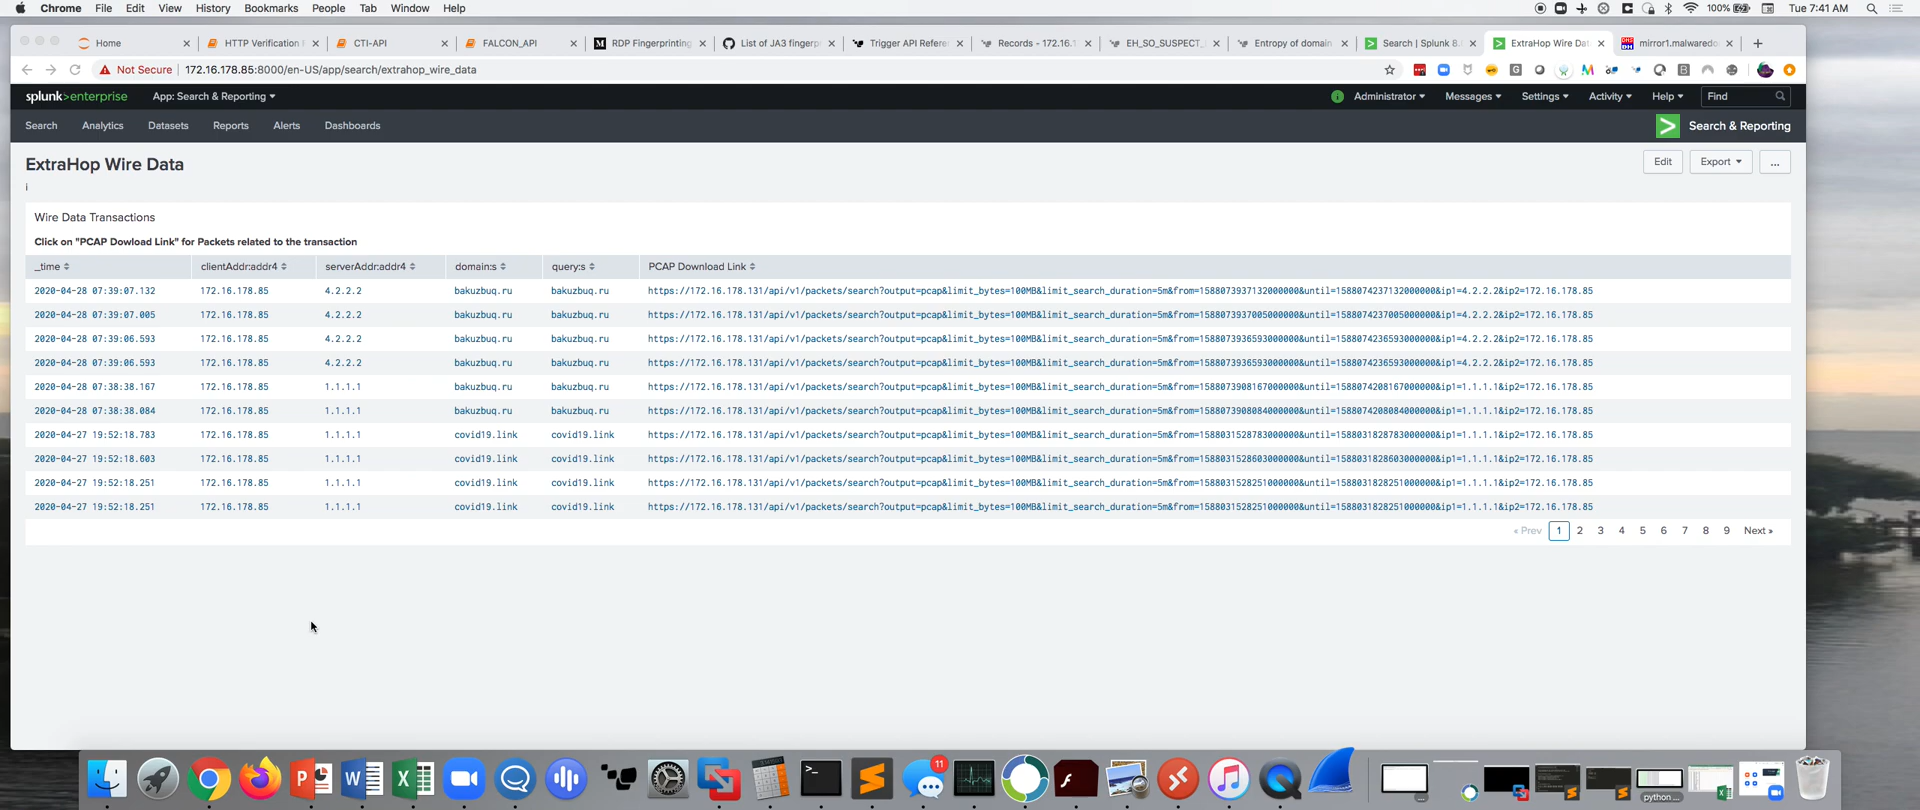 Chrome File Edit View History Bookmarks People Tab Window Help 100% Tue 7:41 AM
Home HTTP Verification CTI-API FALCON_API RDP Fingerprinting List of JA3 fingerp Trigger API Refere Records - 172.16.1 EH_SO_SUSPECT_ Entropy of domain Search | Splunk 8. ExtraHop Wire Dat mirror1.malwaredo
Not Secure 172.16.178.85:8000/en-US/app/search/extrahop_wire_data
splunk>enterprise App: Search & Reporting Administrator Messages Settings Activity Help Find
Search Analytics Datasets Reports Alerts Dashboards Search & Reporting
ExtraHop Wire Data Edit Export ...
i
Wire Data Transactions
Click on "PCAP Dowload Link" for Packets related to the transaction
_time clientAddr:addr4 serverAddr:addr4 domain:s query:s PCAP Download Link
2020-04-28 07:39:07.132 172.16.178.85 4.2.2.2 bakuzbuq.ru bakuzbuq.ru https://172.16.178.131/api/v1/packets/search?output=pcap&limit_bytes=100MB&limit_search_duration=5m&from=1588073937132000000&until=1588074237132000000&ip1=4.2.2.2&ip2=172.16.178.85
2020-04-28 07:39:07.005 172.16.178.85 4.2.2.2 bakuzbuq.ru bakuzbuq.ru https://172.16.178.131/api/v1/packets/search?output=pcap&limit_bytes=100MB&limit_search_duration=5m&from=1588073937005000000&until=1588074237005000000&ip1=4.2.2.2&ip2=172.16.178.85
2020-04-28 07:39:06.593 172.16.178.85 4.2.2.2 bakuzbuq.ru bakuzbuq.ru https://172.16.178.131/api/v1/packets/search?output=pcap&limit_bytes=100MB&limit_search_duration=5m&from=1588073936593000000&until=1588074236593000000&ip1=4.2.2.2&ip2=172.16.178.85
2020-04-28 07:39:06.593 172.16.178.85 4.2.2.2 bakuzbuq.ru bakuzbuq.ru https://172.16.178.131/api/v1/packets/search?output=pcap&limit_bytes=100MB&limit_search_duration=5m&from=1588073936593000000&until=1588074236593000000&ip1=4.2.2.2&ip2=172.16.178.85
2020-04-28 07:38:38.167 172.16.178.85 1.1.1.1 bakuzbuq.ru bakuzbuq.ru https://172.16.178.131/api/v1/packets/search?output=pcap&limit_bytes=100MB&limit_search_duration=5m&from=1588073908167000000&until=1588074208167000000&ip1=1.1.1.1&ip2=172.16.178.85
2020-04-28 07:38:38.084 172.16.178.85 1.1.1.1 bakuzbuq.ru bakuzbuq.ru https://172.16.178.131/api/v1/packets/search?output=pcap&limit_bytes=100MB&limit_search_duration=5m&from=1588073908084000000&until=1588074208084000000&ip1=1.1.1.1&ip2=172.16.178.85
2020-04-27 19:52:18.783 172.16.178.85 1.1.1.1 covid19.link covid19.link https://172.16.178.131/api/v1/packets/search?output=pcap&limit_bytes=100MB&limit_search_duration=5m&from=1588031528783000000&until=1588031828783000000&ip1=1.1.1.1&ip2=172.16.178.85
2020-04-27 19:52:18.603 172.16.178.85 1.1.1.1 covid19.link covid19.link https://172.16.178.131/api/v1/packets/search?output=pcap&limit_bytes=100MB&limit_search_duration=5m&from=1588031528603000000&until=1588031828603000000&ip1=1.1.1.1&ip2=172.16.178.85
2020-04-27 19:52:18.251 172.16.178.85 1.1.1.1 covid19.link covid19.link https://172.16.178.131/api/v1/packets/search?output=pcap&limit_bytes=100MB&limit_search_duration=5m&from=1588031528251000000&until=1588031828251000000&ip1=1.1.1.1&ip2=172.16.178.85
2020-04-27 19:52:18.251 172.16.178.85 1.1.1.1 covid19.link covid19.link https://172.16.178.131/api/v1/packets/search?output=pcap&limit_bytes=100MB&limit_search_duration=5m&from=1588031528251000000&until=1588031828251000000&ip1=1.1.1.1&ip2=172.16.178.85
« Prev 1 2 3 4 5 6 7 8 9 Next »
11
python ...